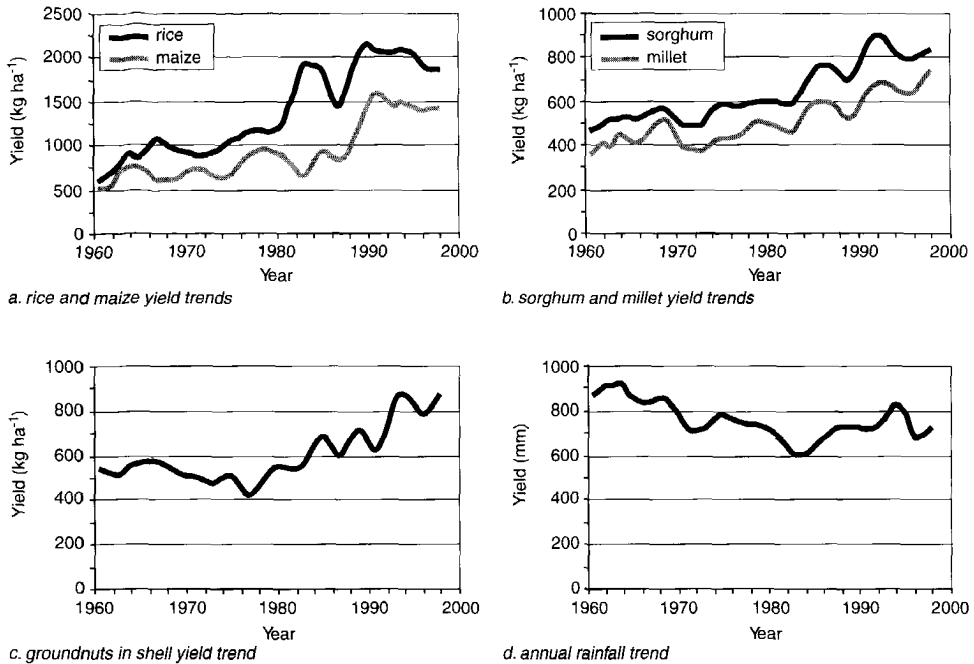 2500
2000
1500
1000
500
0
Yield (kg ha⁻¹)
rice
maize
1960 1970 1980 1990 2000
Year
a. rice and maize yield trends
1000
800
600
400
200
0
Yield (kg ha⁻¹)
sorghum
millet
1960 1970 1980 1990 2000
Year
b. sorghum and millet yield trends
1000
800
600
400
200
0
Yield (kg ha⁻¹)
1960 1970 1980 1990 2000
Year
c. groundnuts in shell yield trend
1000
800
600
400
200
0
Yield (mm)
1960 1970 1980 1990 2000
Year
d. annual rainfall trend